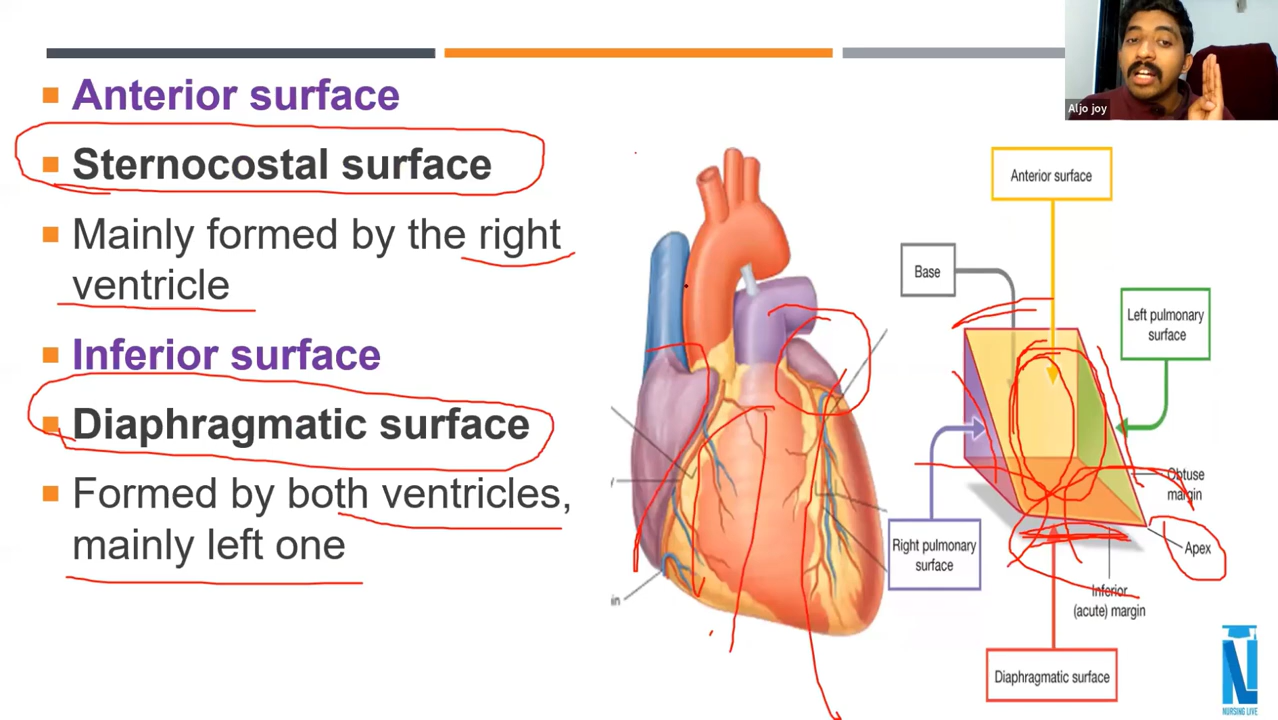 Anterior surface
Sternocostal surface
Mainly formed by the right
ventricle
Inferior surface
Diaphragmatic surface
Formed by both ventricles,
mainly left one
Aljo joy
Anterior surface
Base
Left pulmonary
surface
Obtuse
margin
Right pulmonary
surface
Apex
Inferior
(acute) margin
Diaphragmatic surface
NURSING LIVE